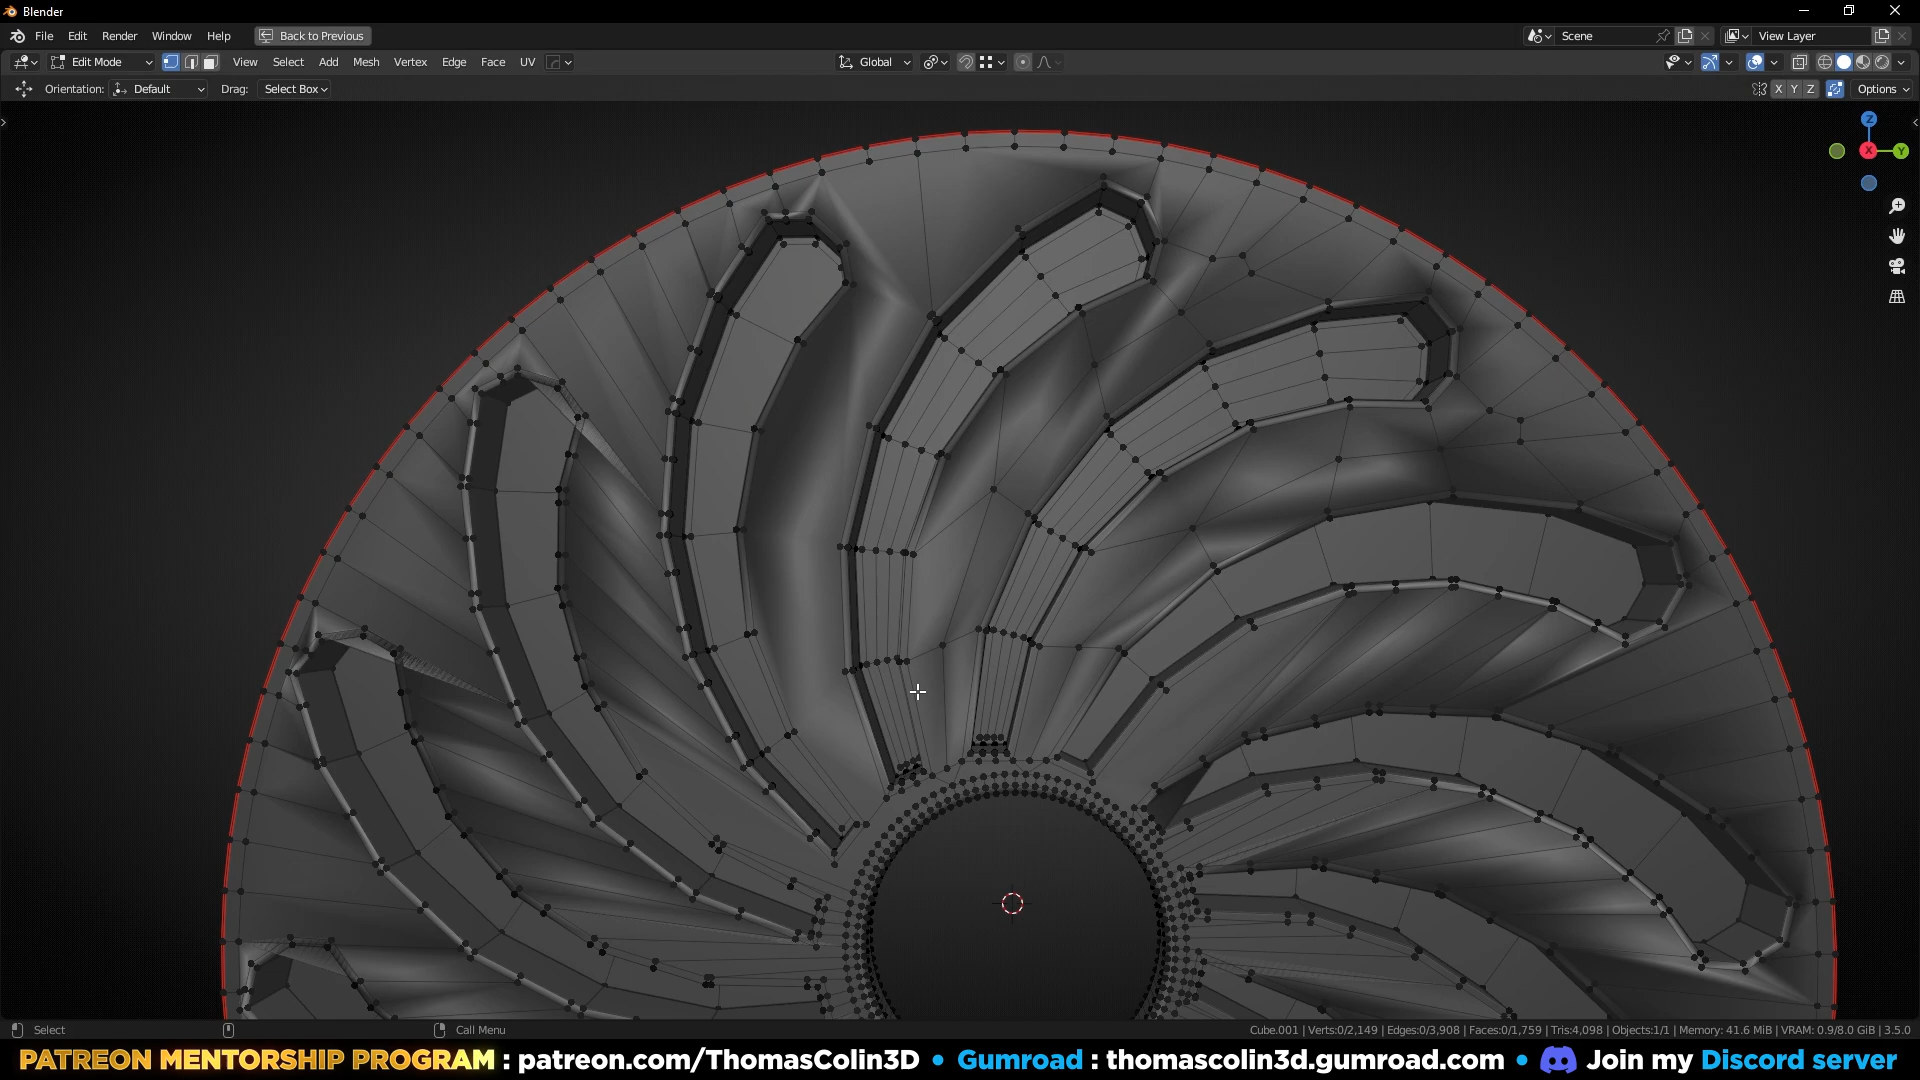 Blender
File Edit Render Window Help Back to Previous Scene View Layer
Edit Mode View Select Add Mesh Vertex Edge Face UV Global
Orientation: Default Drag: Select Box X Y Z Options
Z
X
Y
Select Call Menu Cube.001 | Verts:0/2,149 | Edges:0/3,908 | Faces:0/1,759 | Tris:4,098 | Objects:1/1 | Memory: 41.6 MiB | VRAM: 0.9/8.0 GiB | 3.5.0
PATREON MENTORSHIP PROGRAM : patreon.com/ThomasColin3D • Gumroad : thomascolin3d.gumroad.com • Join my Discord server